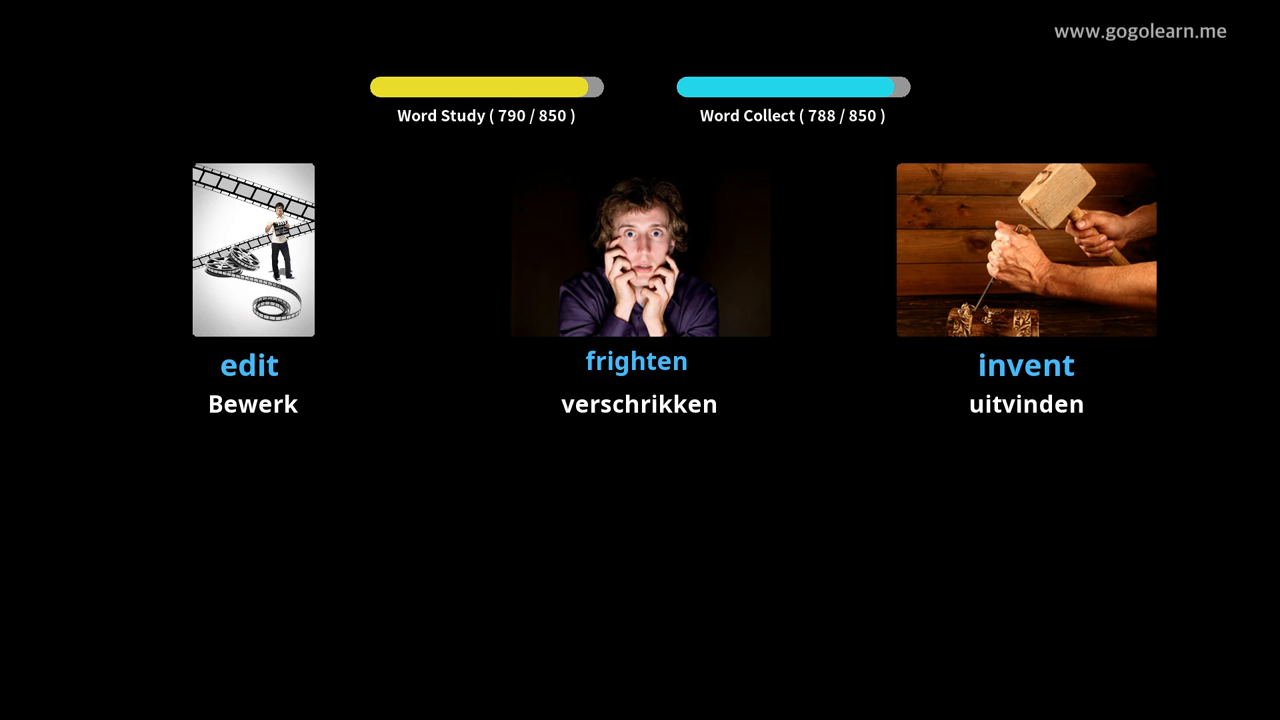 www.gogolearn.me
Word Study ( 790 / 850 )
Word Collect ( 788 / 850 )
edit
frighten
invent
Bewerk
verschrikken
uitvinden